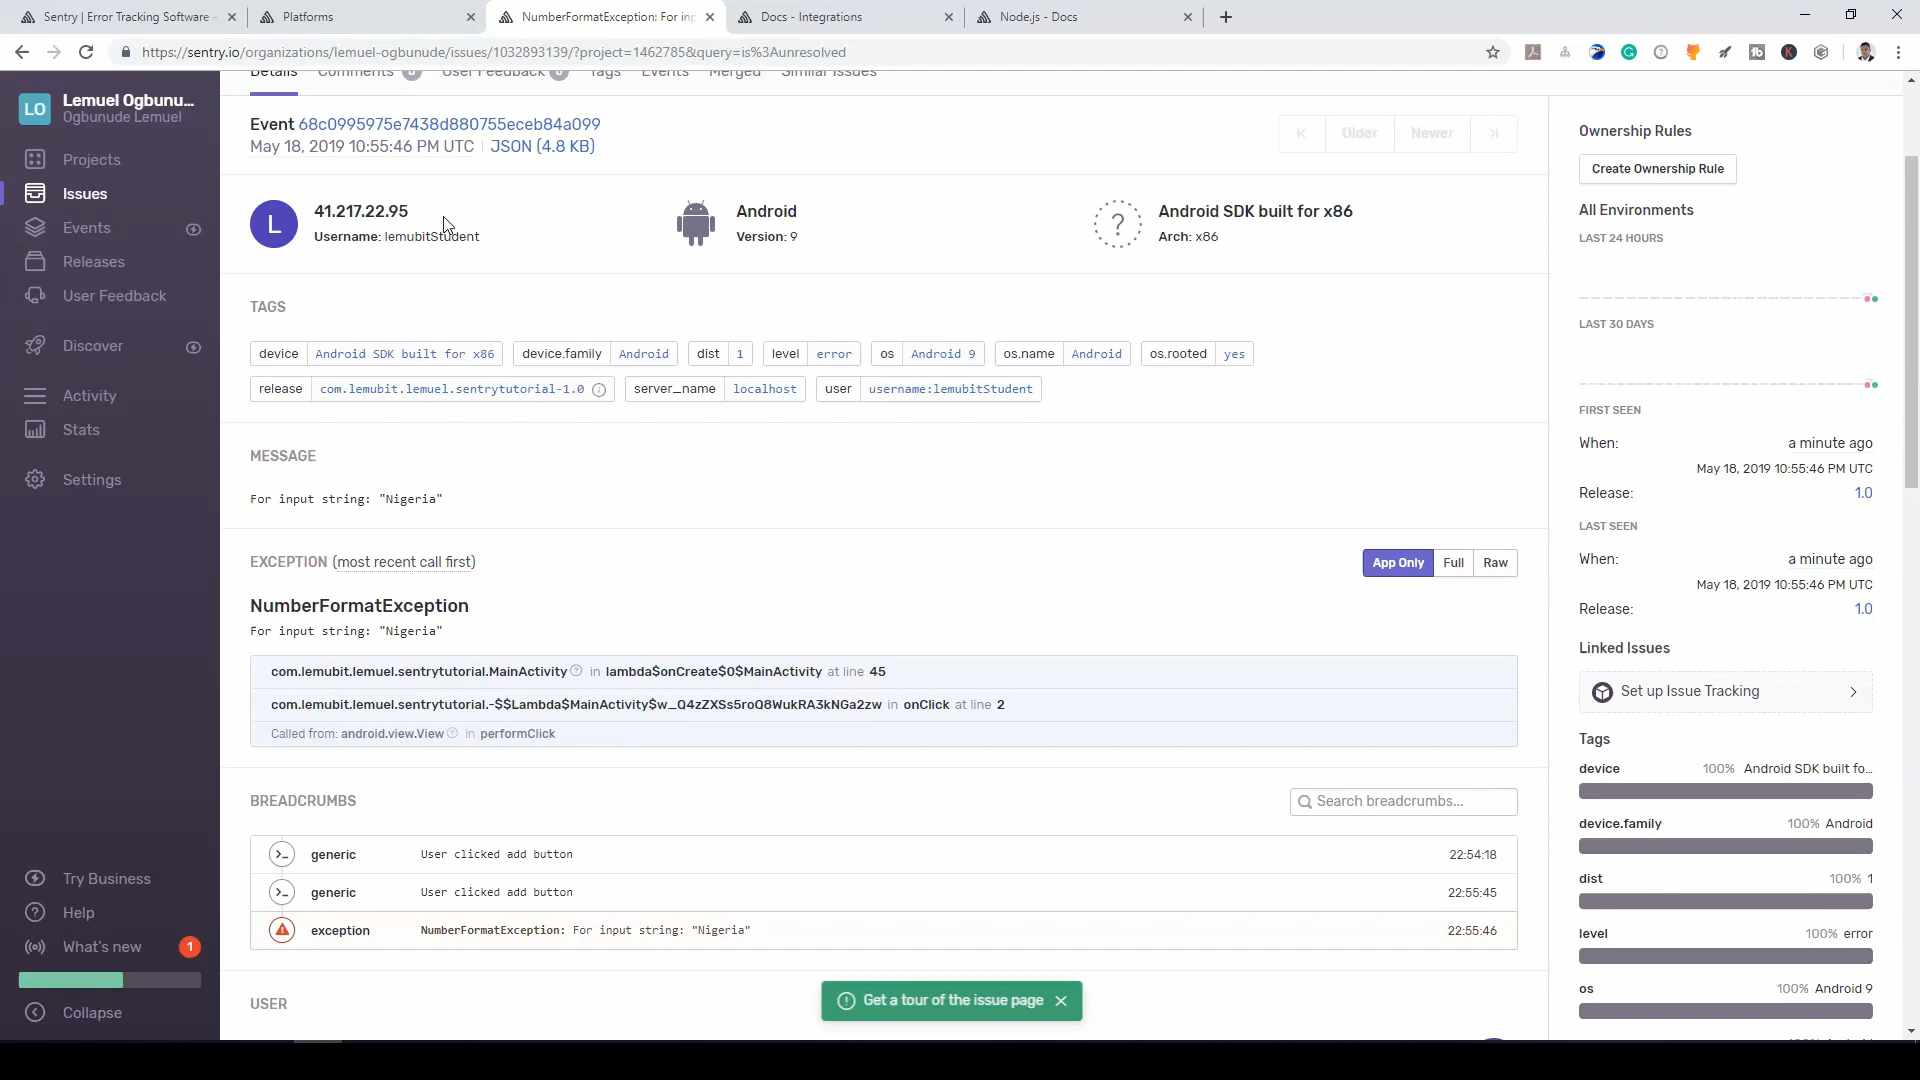 Sentry | Error Tracking Software
Platforms
NumberFormatException: For inp
Docs - Integrations
Node.js - Docs
https://sentry.io/organizations/lemuel-ogbunude/issues/1032893139/?project=1462785&query=is%3Aunresolved
Details
Comments
User Feedback
Tags
Events
Merged
Similar Issues
LO
Lemuel Ogbunu...
Ogbunude Lemuel
Projects
Issues
Events
Releases
User Feedback
Discover
Activity
Stats
Settings
Try Business
Help
What's new
1
Collapse
Event 68c0995975e7438d880755eceb84a099
May 18, 2019 10:55:46 PM UTC
JSON (4.8 KB)
Older
Newer
L
41.217.22.95
Username: lemubitStudent
Android
Version: 9
?
Android SDK built for x86
Arch: x86
TAGS
device Android SDK built for x86
device.family Android
dist 1
level error
os Android 9
os.name Android
os.rooted yes
release com.lemubit.lemuel.sentrytutorial-1.0
server_name localhost
user username:lemubitStudent
MESSAGE
For input string: "Nigeria"
EXCEPTION (most recent call first)
App Only
Full
Raw
NumberFormatException
For input string: "Nigeria"
com.lemubit.lemuel.sentrytutorial.MainActivity in lambda$onCreate$0$MainActivity at line 45
com.lemubit.lemuel.sentrytutorial.-$$Lambda$MainActivity$w_Q4zZXSs5roQ8WukRA3kNGa2zw in onClick at line 2
Called from: android.view.View in performClick
BREADCRUMBS
Search breadcrumbs...
generic User clicked add button 22:54:18
generic User clicked add button 22:55:45
exception NumberFormatException: For input string: "Nigeria" 22:55:46
USER
Get a tour of the issue page
Ownership Rules
Create Ownership Rule
All Environments
LAST 24 HOURS
LAST 30 DAYS
FIRST SEEN
When: a minute ago
May 18, 2019 10:55:46 PM UTC
Release: 1.0
LAST SEEN
When: a minute ago
May 18, 2019 10:55:46 PM UTC
Release: 1.0
Linked Issues
Set up Issue Tracking
Tags
device 100% Android SDK built fo...
device.family 100% Android
dist 100% 1
level 100% error
os 100% Android 9